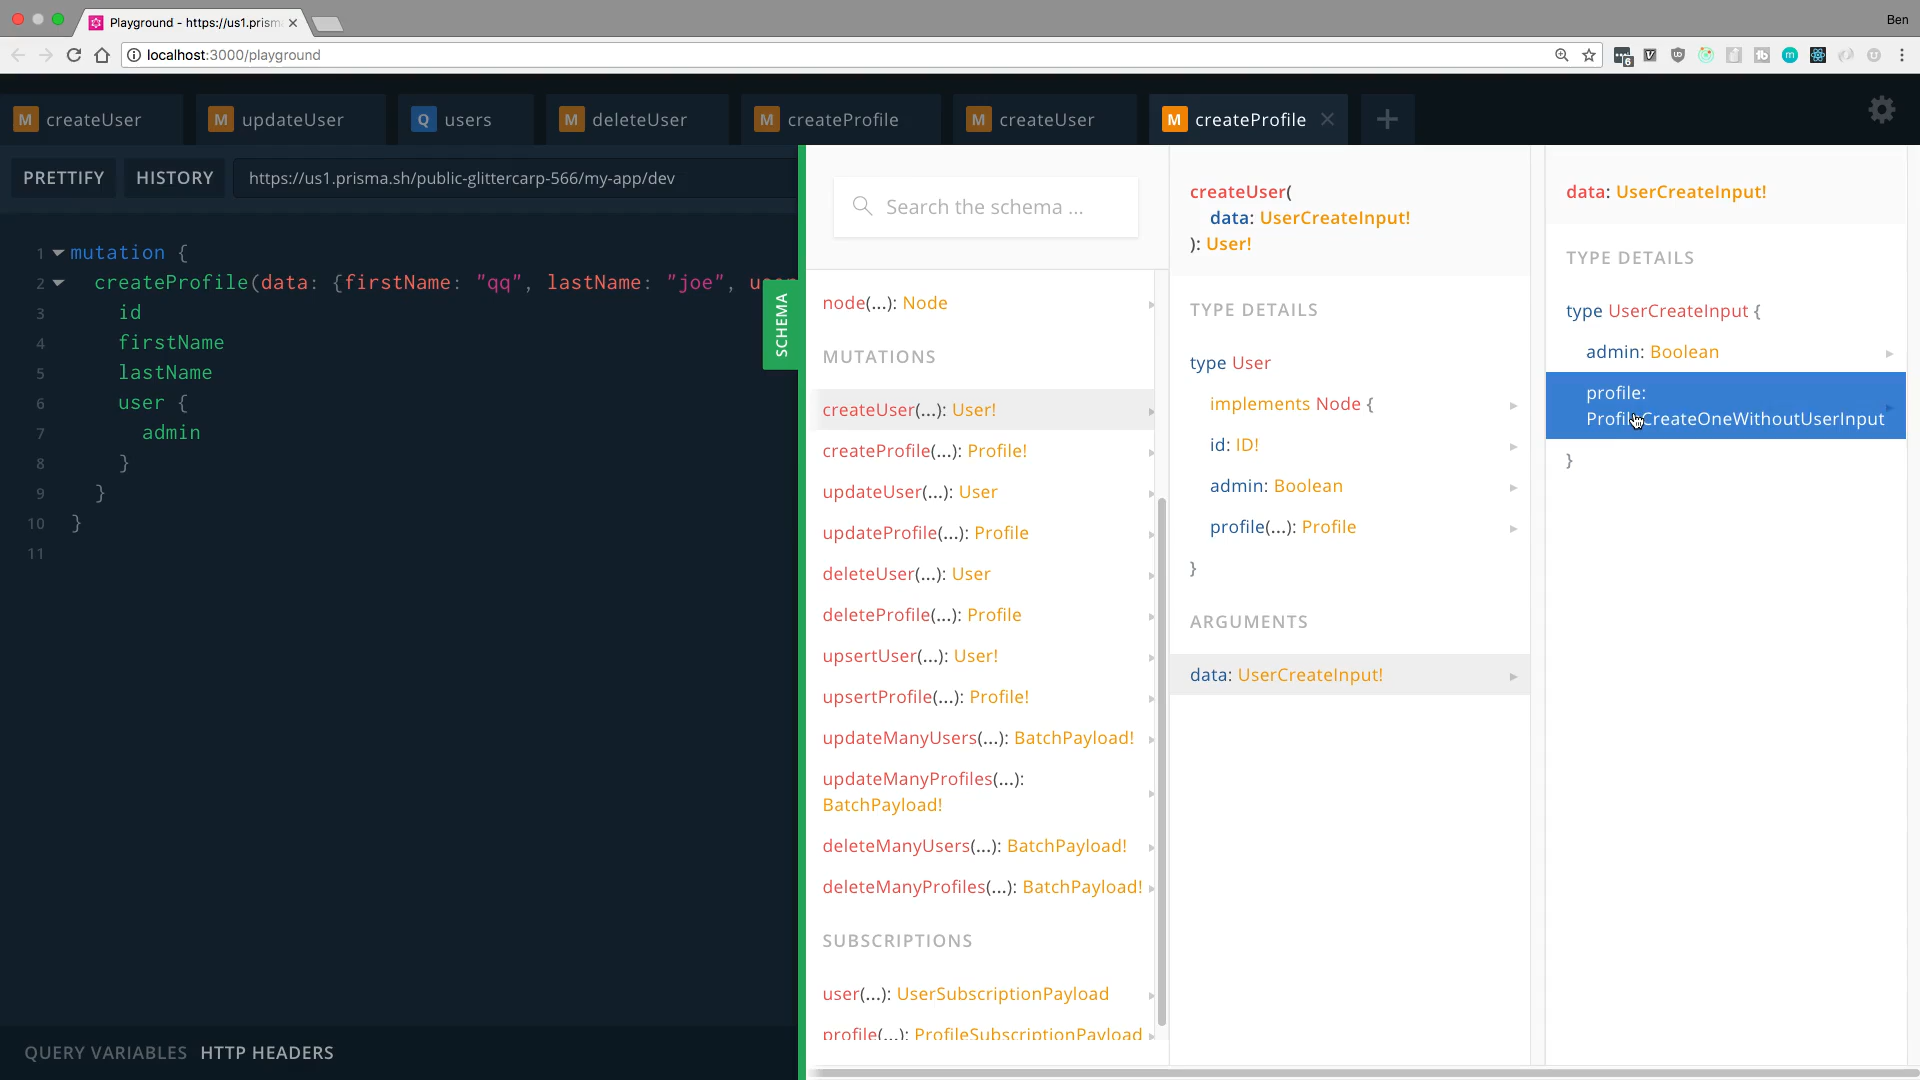 Playground - https://us1.prism
Ben
localhost:3000/playground
6
M createUser
M updateUser
Q users
M deleteUser
M createProfile
M createUser
M createProfile
PRETTIFY
HISTORY
https://us1.prisma.sh/public-glittercarp-566/my-app/dev
1 mutation {
2 createProfile(data: {firstName: "qq", lastName: "joe", user
3 id
4 firstName
5 lastName
6 user {
7 admin
8 }
9 }
10 }
11
QUERY VARIABLES HTTP HEADERS
SCHEMA
Search the schema ...
node(...): Node
MUTATIONS
createUser(...): User!
createProfile(...): Profile!
updateUser(...): User
updateProfile(...): Profile
deleteUser(...): User
deleteProfile(...): Profile
upsertUser(...): User!
upsertProfile(...): Profile!
updateManyUsers(...): BatchPayload!
updateManyProfiles(...):
BatchPayload!
deleteManyUsers(...): BatchPayload!
deleteManyProfiles(...): BatchPayload!
SUBSCRIPTIONS
user(...): UserSubscriptionPayload
profile(...): ProfileSubscriptionPayload
createUser(
data: UserCreateInput!
): User!
TYPE DETAILS
type User
implements Node {
id: ID!
admin: Boolean
profile(...): Profile
}
ARGUMENTS
data: UserCreateInput!
data: UserCreateInput!
TYPE DETAILS
type UserCreateInput {
admin: Boolean
profile:
ProfileCreateOneWithoutUserInput
}